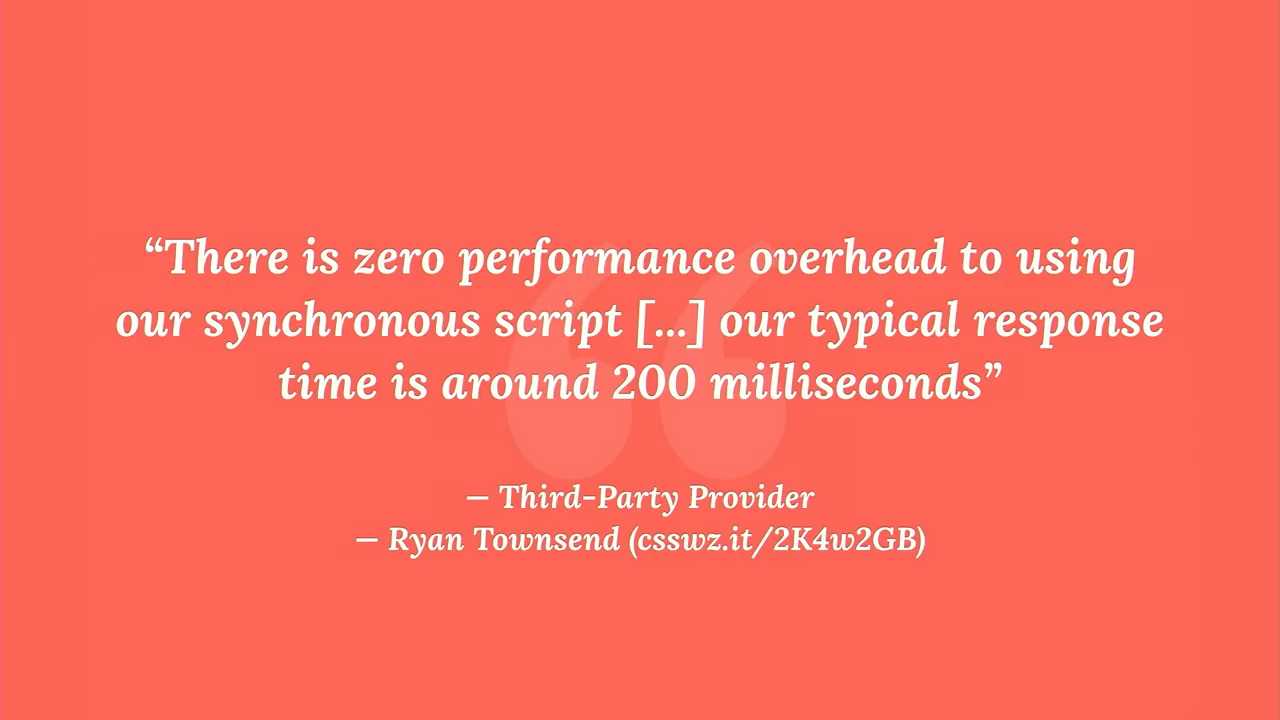 “There is zero performance overhead to using
our synchronous script [...] our typical response
time is around 200 milliseconds”
— Third-Party Provider
— Ryan Townsend (csswz.it/2K4w2GB)